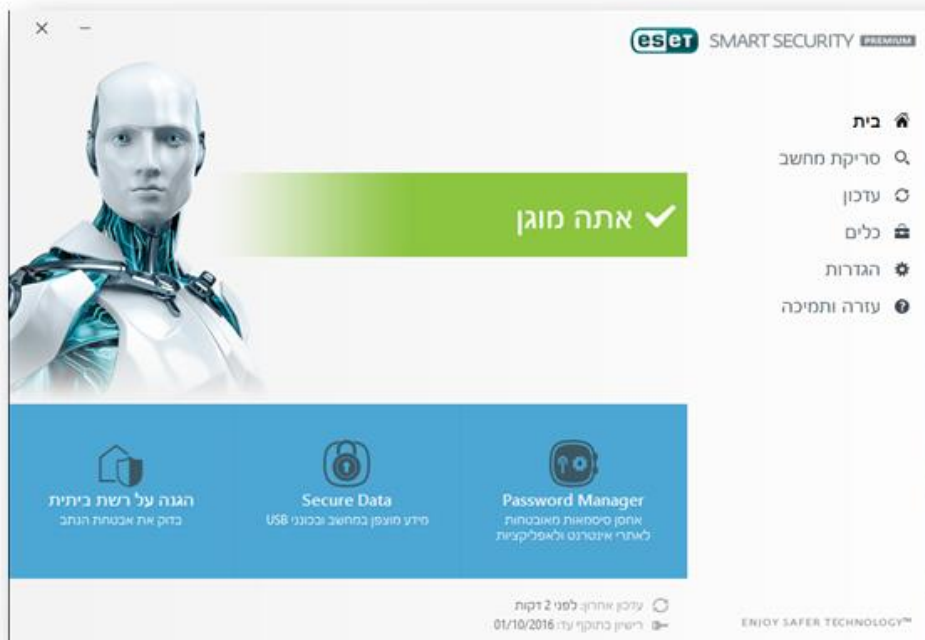 eset SMART SECURITY PREMIUM
בית
סריקת מחשב
עדכון
כלים
הגדרות
עזרה ותמיכה
אתה מוגן
Password Manager
אחסן סיסמאות מאובטחות
לאתרי אינטרנט ולאפליקציות
Secure Data
מידע מוצפן במחשב ובכונני USB
הגנה על רשת ביתית
בדוק את אבטחת הנתב
עדכון אחרון: לפני 2 דקות
רישיון בתוקף עד: 01/10/2016
ENJOY SAFER TECHNOLOGY™